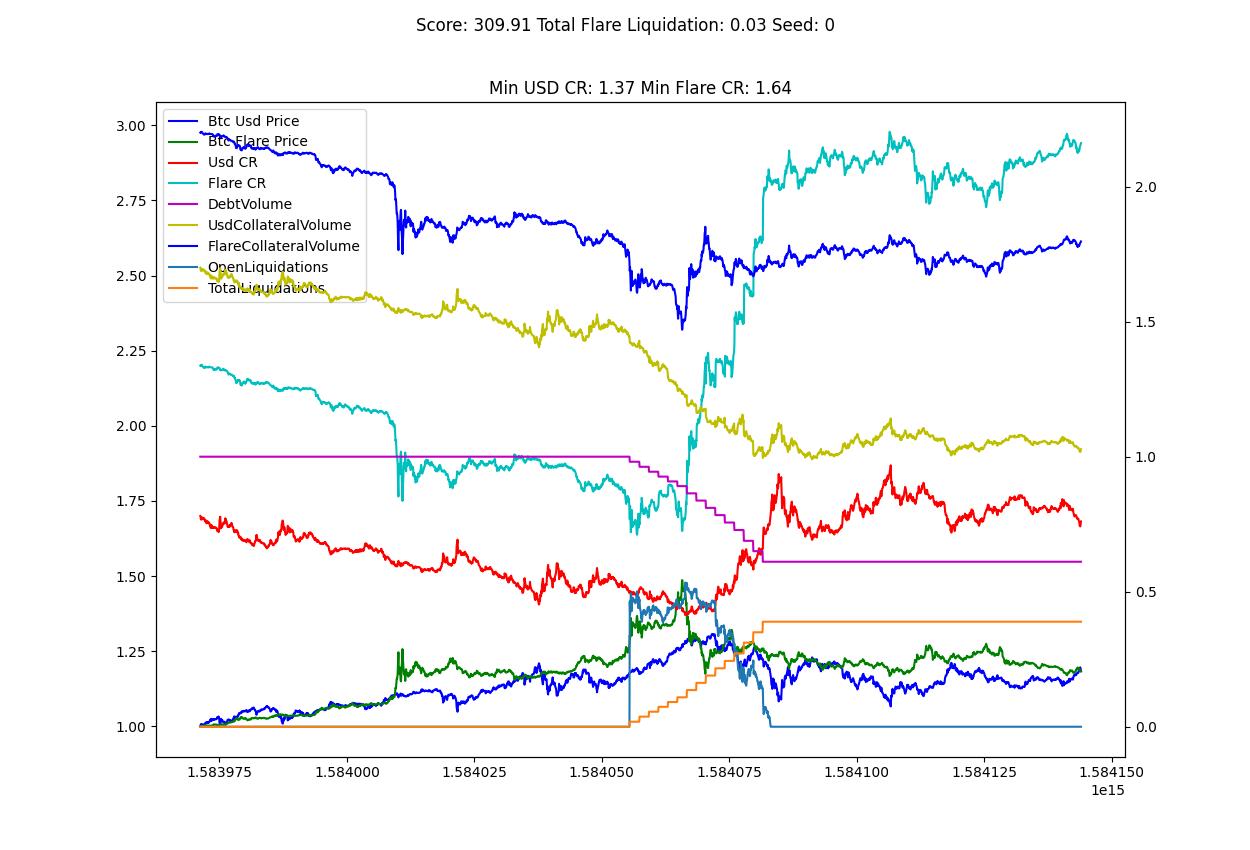 Score: 309.91 Total Flare Liquidation: 0.03 Seed: 0
Min USD CR: 1.37 Min Flare CR: 1.64
Btc Usd Price
Btc Flare Price
Usd CR
Flare CR
DebtVolume
UsdCollateralVolume
FlareCollateralVolume
OpenLiquidations
TotalLiquidations
3.00
2.75
2.50
2.25
2.00
1.75
1.50
1.25
1.00
2.0
1.5
1.0
0.5
0.0
1.583975 1.584000 1.584025 1.584050 1.584075 1.584100 1.584125 1.584150
1e15